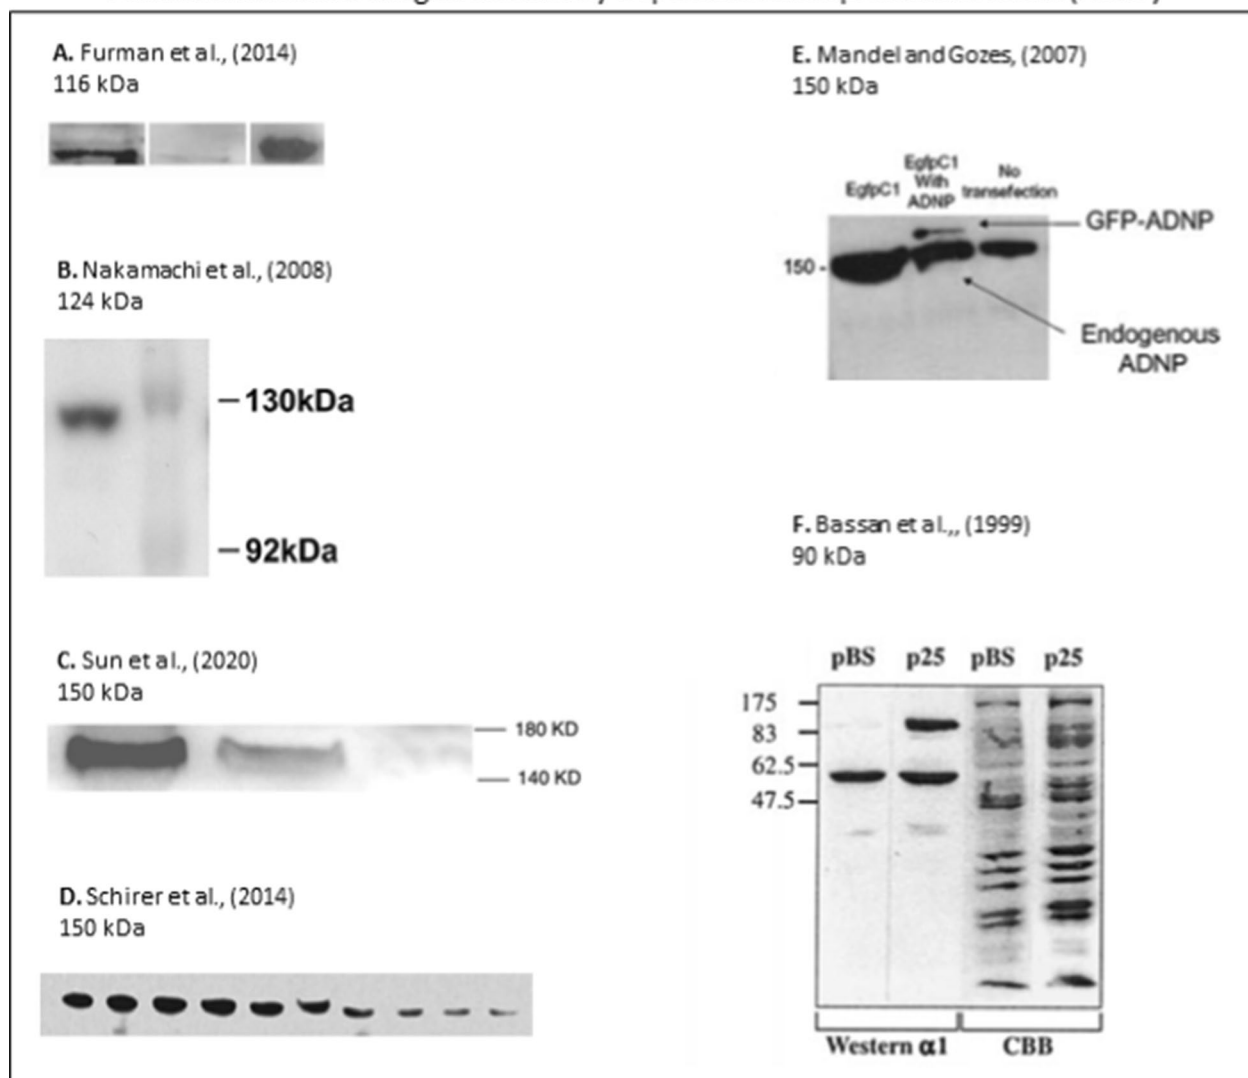 A. Furman et al., (2014)
116 kDa
B. Nakamachi et al., (2008)
124 kDa
130kDa
92kDa
C. Sun et al., (2020)
150 kDa
180 KD
140 KD
D. Schirer et al., (2014)
150 kDa
E. Mandel and Gozes, (2007)
150 kDa
EgfpC1
EgfpC1
With
ADNP
No
transefection
GFP-ADNP
150 -
Endogenous
ADNP
F. Bassan et al.,, (1999)
90 kDa
pBS p25 pBS p25
175
83
62.5
47.5
Western α1 CBB